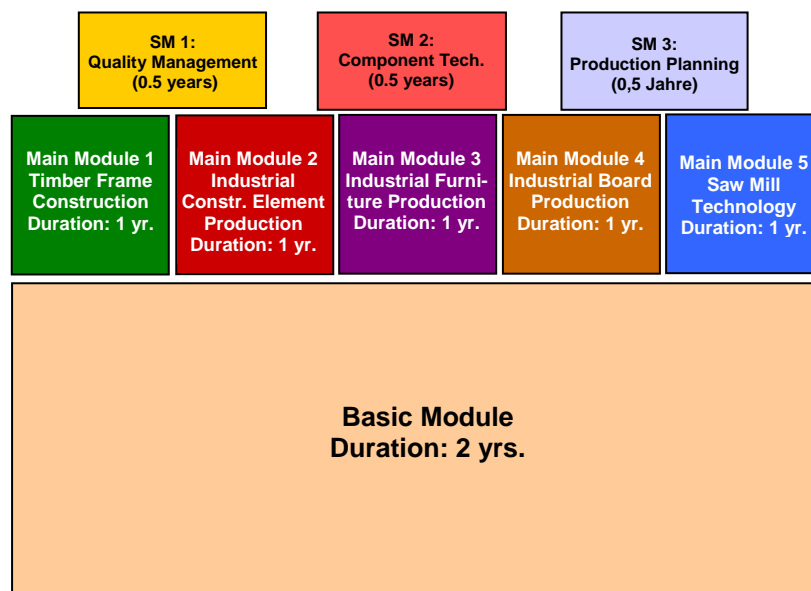 SM 1:
Quality Management
(0.5 years)
SM 2:
Component Tech.
(0.5 years)
SM 3:
Production Planning
(0,5 Jahre)
Main Module 1
Timber Frame
Construction
Duration: 1 yr.
Main Module 2
Industrial
Constr. Element
Production
Duration: 1 yr.
Main Module 3
Industrial Furni-
ture Production
Duration: 1 yr.
Main Module 4
Industrial Board
Production
Duration: 1 yr.
Main Module 5
Saw Mill
Technology
Duration: 1 yr.
Basic Module
Duration: 2 yrs.